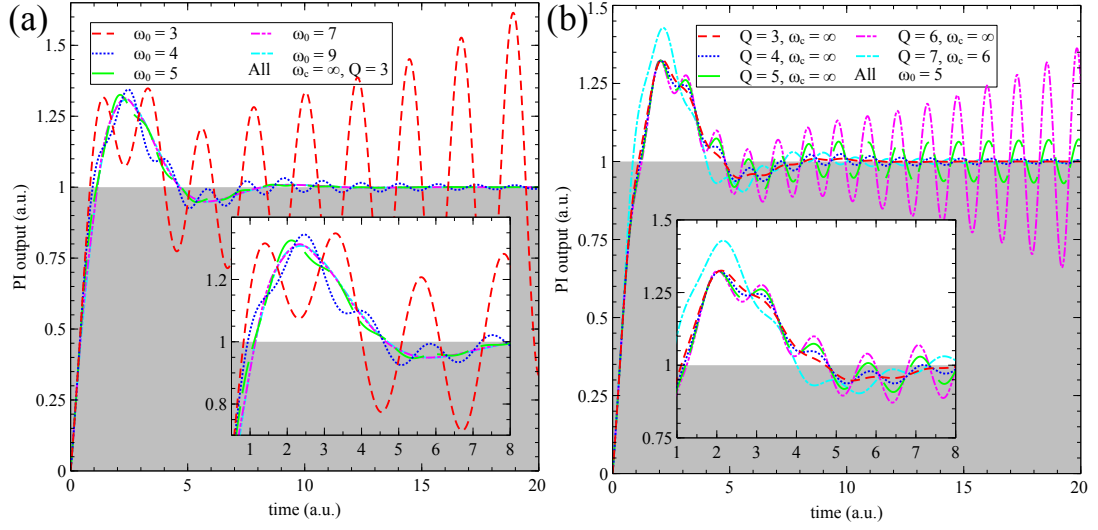 (a)
1.5
1.25
1
0.75
0.5
0.25
0
PI output (a.u.)
ω₀ = 3
ω₀ = 4
ω₀ = 5
ω₀ = 7
ω₀ = 9
All ω_c = ∞, Q = 3
1.2
1
0.8
1 2 3 4 5 6 7 8
0 5 10 15 20
time (a.u.)
(b)
1.5
1.25
1
0.75
0.5
0.25
0
PI output (a.u.)
Q = 3, ω_c = ∞
Q = 4, ω_c = ∞
Q = 5, ω_c = ∞
Q = 6, ω_c = ∞
Q = 7, ω_c = 6
All ω₀ = 5
1.5
1.25
1
0.75
1 2 3 4 5 6 7 8
0 5 10 15 20
time (a.u.)